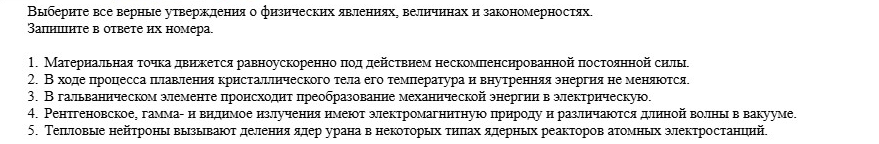 Выберите все верные утверждения о физических явлениях, величинах и закономерностях.
Запишите в ответе их номера.
1. Материальная точка движется равноускоренно под действием нескомпенсированной постоянной силы.
2. В ходе процесса плавления кристаллического тела его температура и внутренняя энергия не меняются.
3. В гальваническом элементе происходит преобразование механической энергии в электрическую.
4. Рентгеновское, гамма- и видимое излучения имеют электромагнитную природу и различаются длиной волны в вакууме.
5. Тепловые нейтроны вызывают деления ядер урана в некоторых типах ядерных реакторов атомных электростанций.